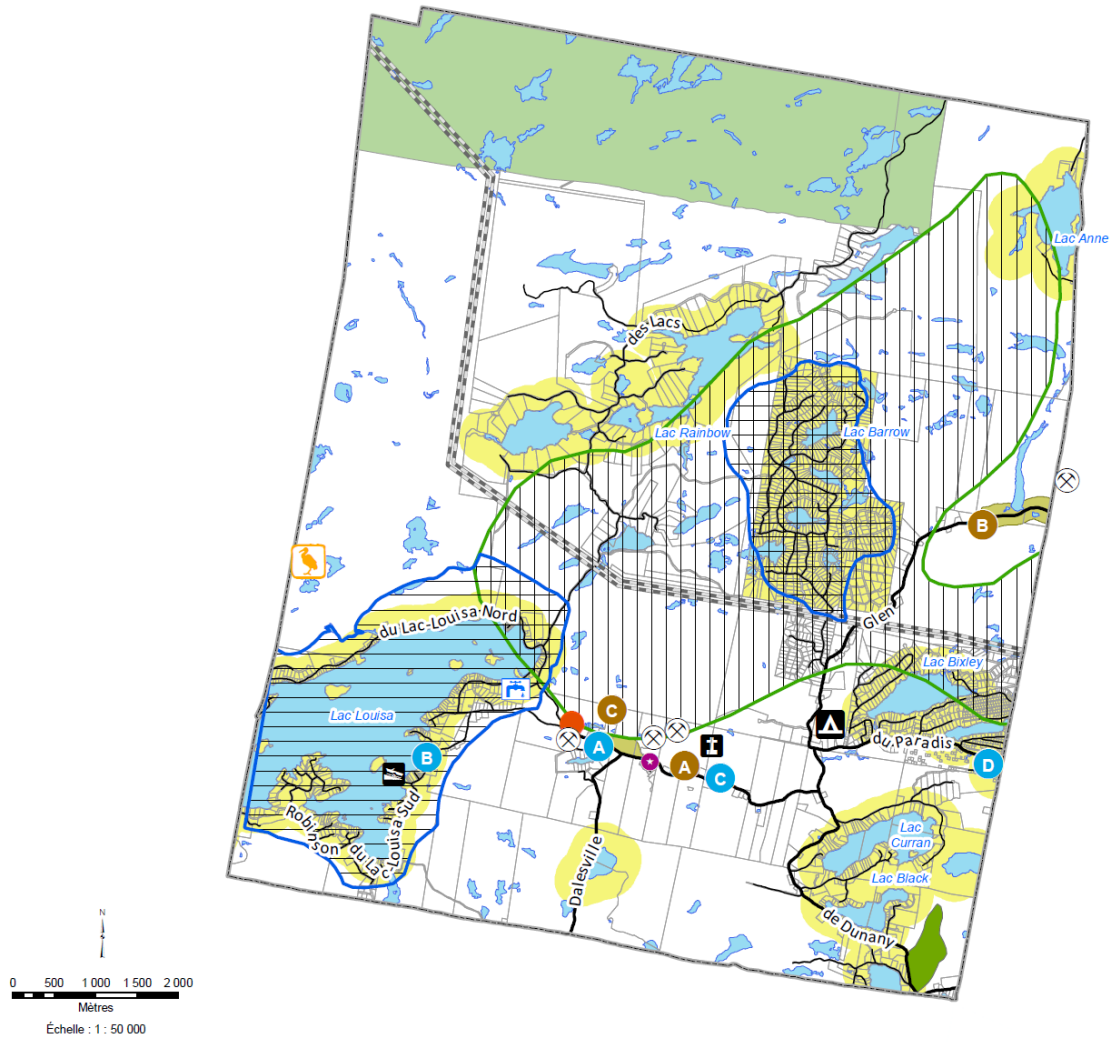 Lac Anne
des Lacs
Lac Rainbow
Lac Barrow
B
Glen
du Lac-Louisa Nord
Lac Bixley
Lac Louisa
C
A
B
A
C
du Paradis
D
Robinson
du Lac-Louisa Sud
Lac
Curran
Dalesville
Lac Black
de Dunany
N
S
0 500 1 000 1 500 2 000
Mètres
Échelle : 1 : 50 000